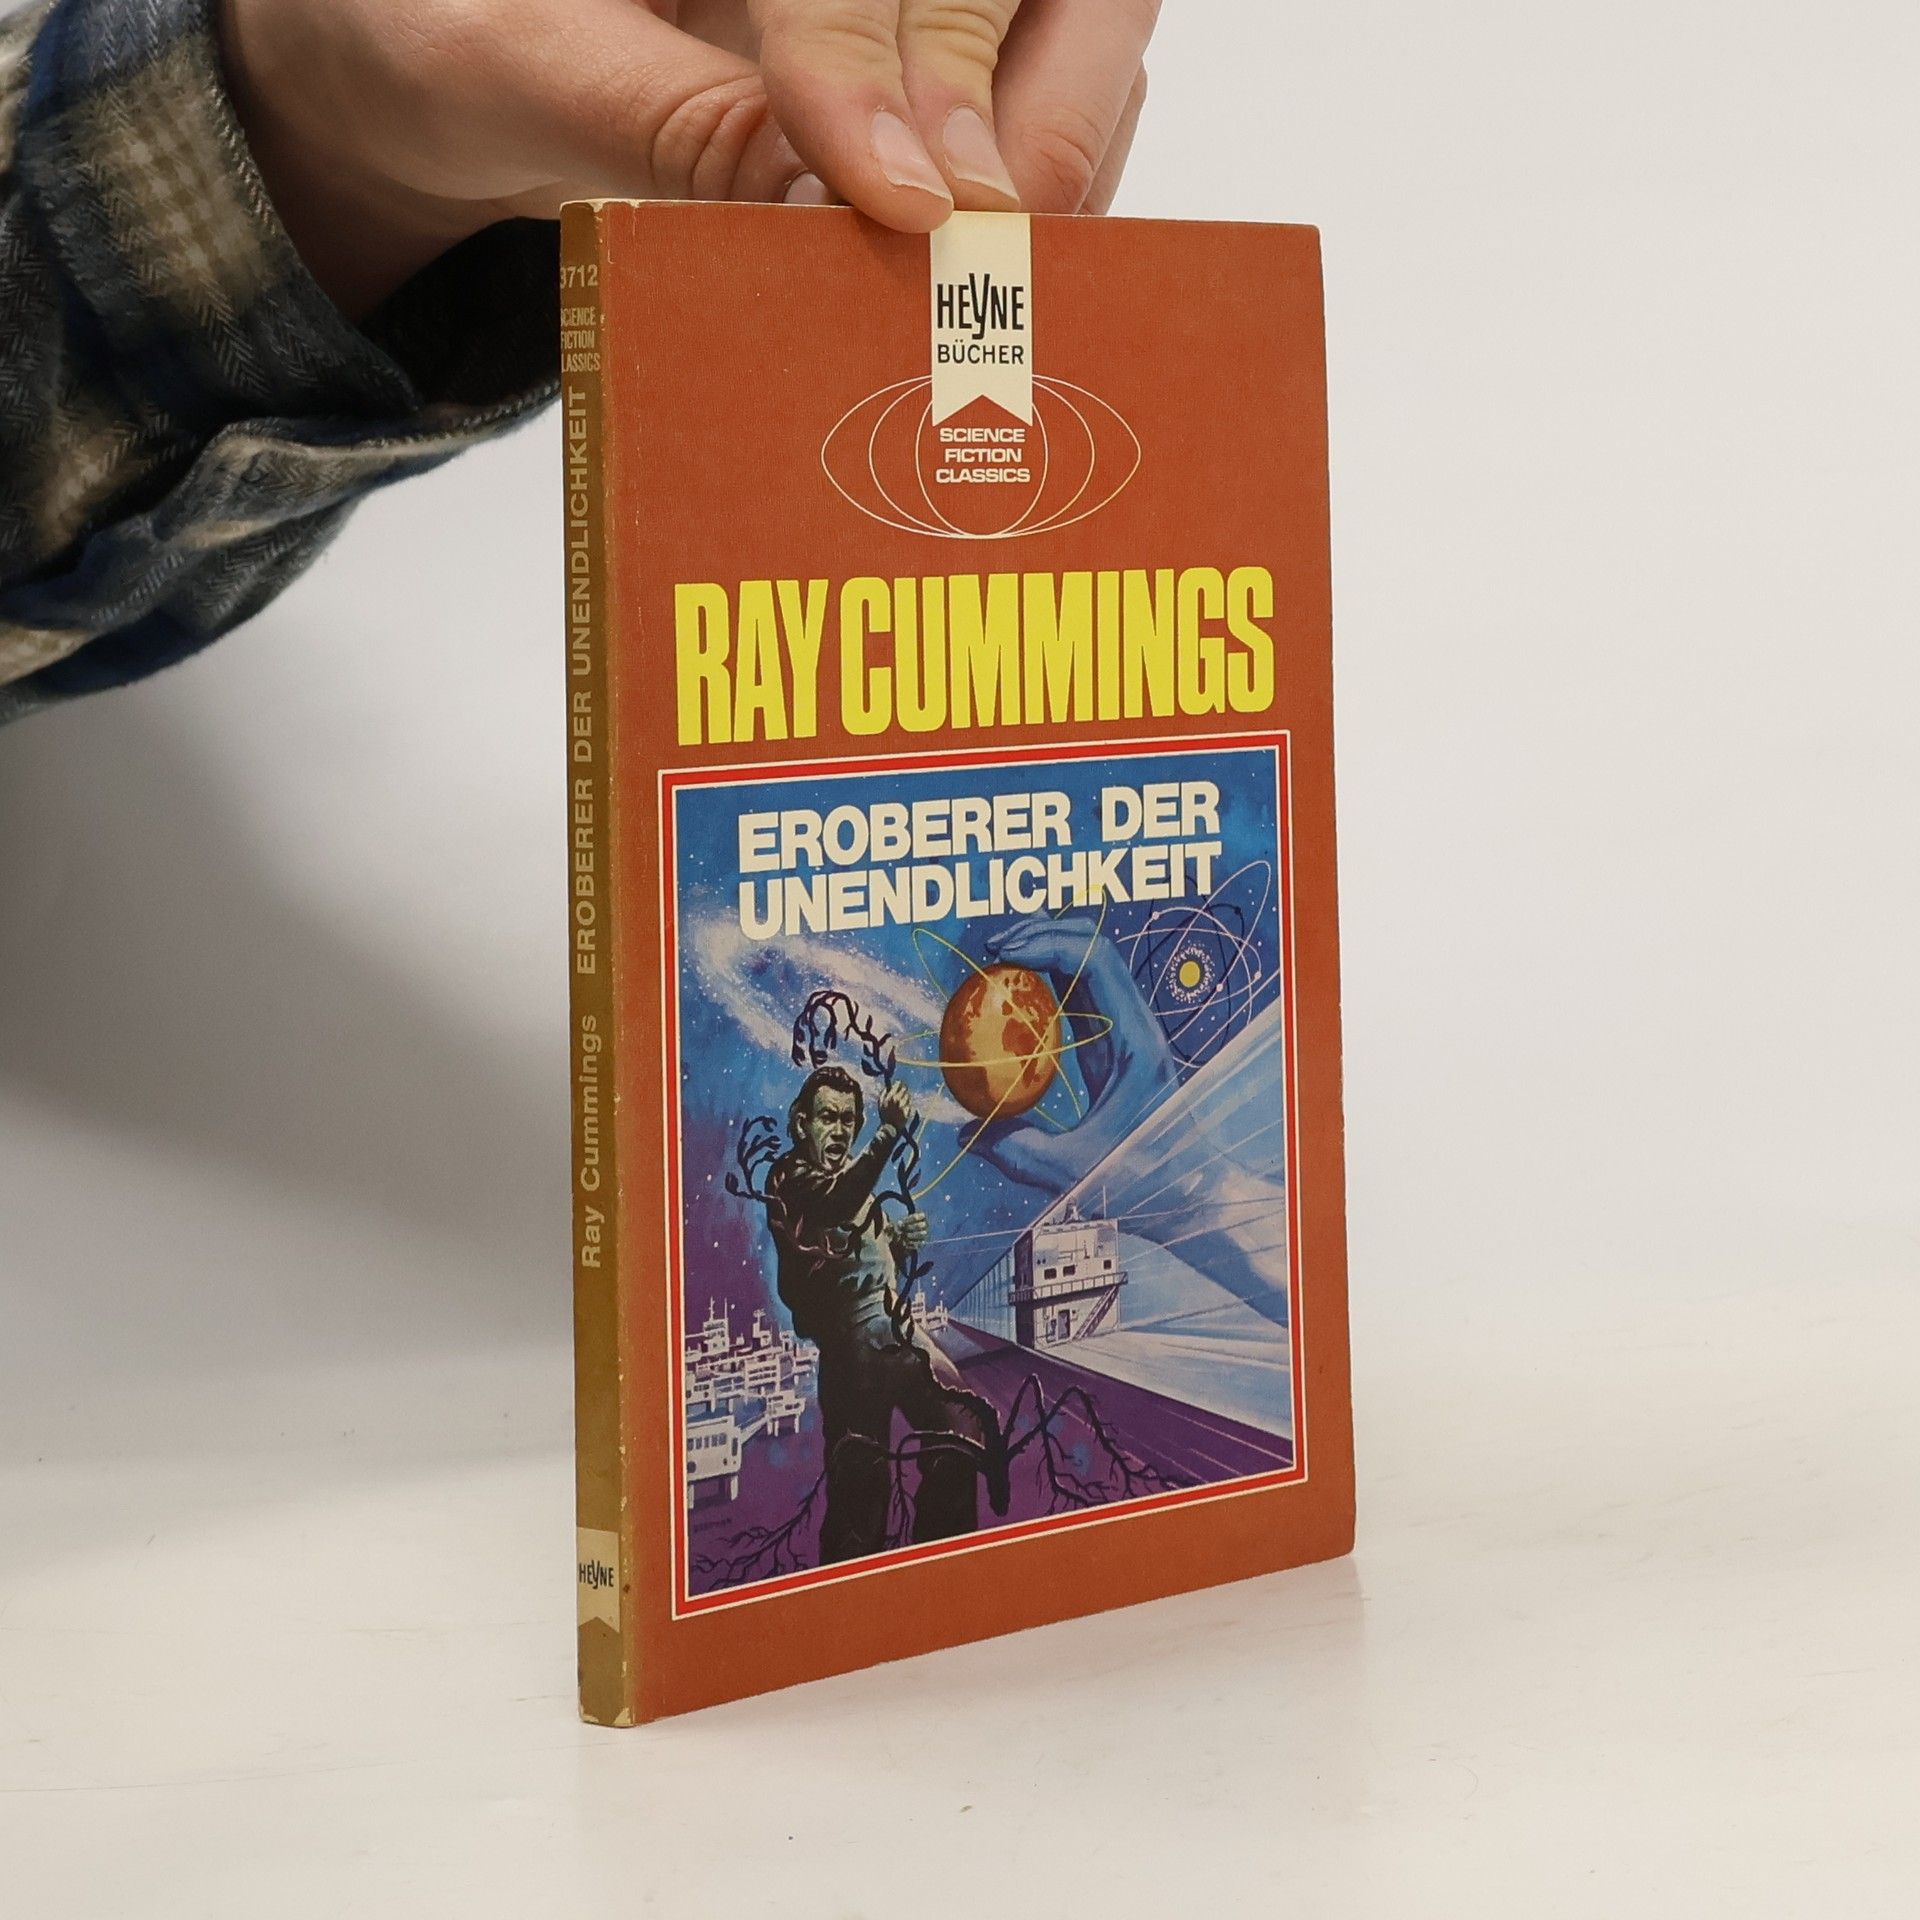 HEYNE
BÜCHER
SCIENCE
FICTION
CLASSICS
RAY CUMMINGS
ERОBERER DER
UNENDLICHKEIT
3712
SCIENCE
FICTION
CLASSICS
Ray Cummings EROBERER DER UNENDLICHKEIT
HEYNE